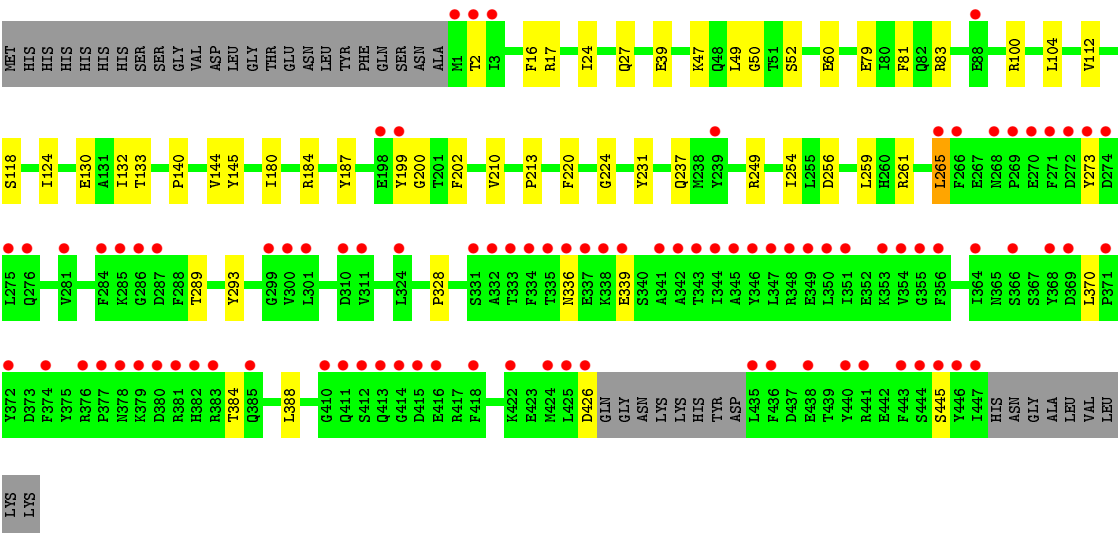 MET HIS HIS HIS HIS HIS HIS SER SER GLY VAL ASP LEU GLY THR GLU ASN LEU TYR PHE GLN SER ASN ALA M1 T2 I3 F16 R17 I24 Q27 E39 K47 Q48 L49 G50 T51 S52 E60 E79 I80 F81 Q82 R83 E88 R100 L104 V112
S118 I124 E130 A131 I132 T133 P140 V144 Y145 I180 R184 Y187 E198 Y199 G200 T201 F202 V210 P213 F220 G224 Y231 Q237 M238 Y239 R249 I254 L255 D256 L259 H260 R261 L265 F266 E267 N268 P269 E270 F271 D272 Y273 D274
L275 Q276 V281 F284 K285 G286 D287 F288 T289 Y293 G299 V300 L301 D310 V311 L324 P328 S331 A332 T333 F334 T335 N336 E337 K338 E339 S340 A341 A342 T343 I344 A345 Y346 L347 R348 E349 L350 I351 E352 K353 V354 G355 F356 I364 N365 S366 S367 Y368 D369 L370 P371
Y372 D373 F374 Y375 R376 P377 N378 K379 D380 R381 H382 R383 T384 Q385 L388 G410 Q411 S412 Q413 G414 D415 E416 R417 F418 K422 E423 M424 L425 D426 GLN GLY ASN LYS LYS HIS TYR ASP L435 F436 D437 E438 T439 Y440 R441 E442 F443 S444 S445 Y446 I447 HIS ASN GLY ALA LEU VAL LEU
LYS LYS